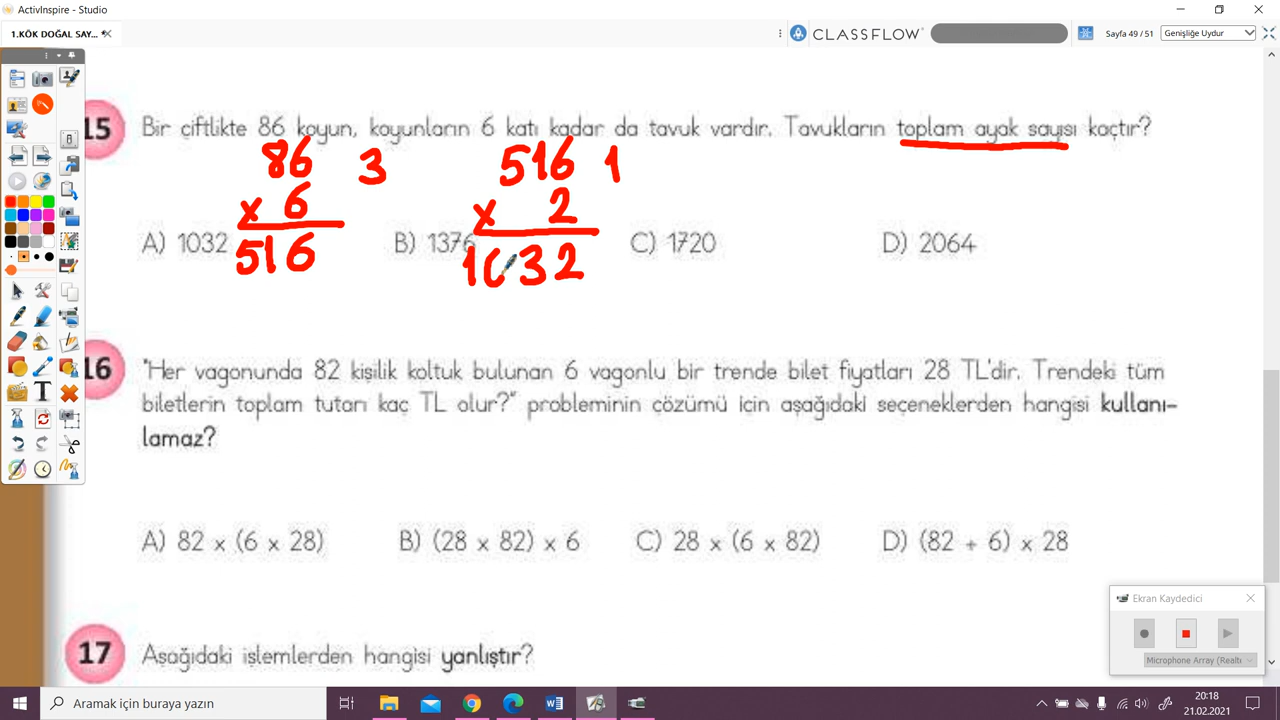 ActivInspire - Studio
1.KÖK DOĞAL SAY...
CLASSFLOW
Sayfa 49 / 51
Genişliğe Uydur
15 Bir çiftlikte 86 koyun, koyunların 6 katı kadar da tavuk vardır. Tavukların toplam ayak sayısı kaçtır?
86 3
x 6
516
516 1
x 2
1032
A) 1032 B) 1376 C) 1720 D) 2064
16 "Her vagonunda 82 kişilik koltuk bulunan 6 vagonlu bir trende bilet fiyatları 28 TL'dir. Trendeki tüm
biletlerin toplam tutarı kaç TL olur?" probleminin çözümü için aşağıdaki seçeneklerden hangisi kullanı-
lamaz?
A) 82 x (6 x 28) B) (28 x 82) x 6 C) 28 x (6 x 82) D) (82 + 6) x 28
17 Aşağıdaki işlemlerden hangisi yanlıştır?
Ekran Kaydedici
Microphone Array (Realt
Aramak için buraya yazın
20:18
21.02.2021